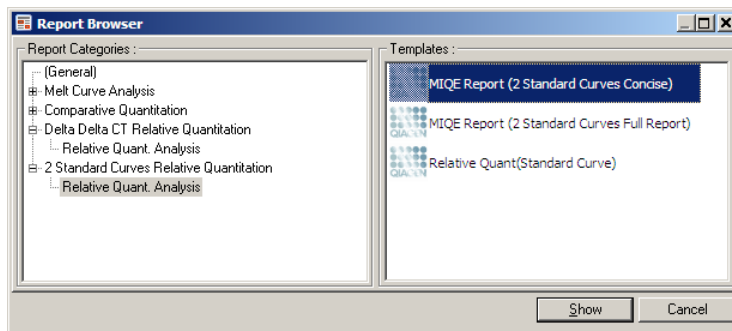 Report Browser
Report Categories :
(General)
Melt Curve Analysis
Comparative Quantitation
Delta Delta CT Relative Quantitation
Relative Quant. Analysis
2 Standard Curves Relative Quantitation
Relative Quant. Analysis
Templates :
MIQE Report (2 Standard Curves Concise)
QIAGEN MIQE Report (2 Standard Curves Full Report)
QIAGEN Relative Quant(Standard Curve)
Show
Cancel